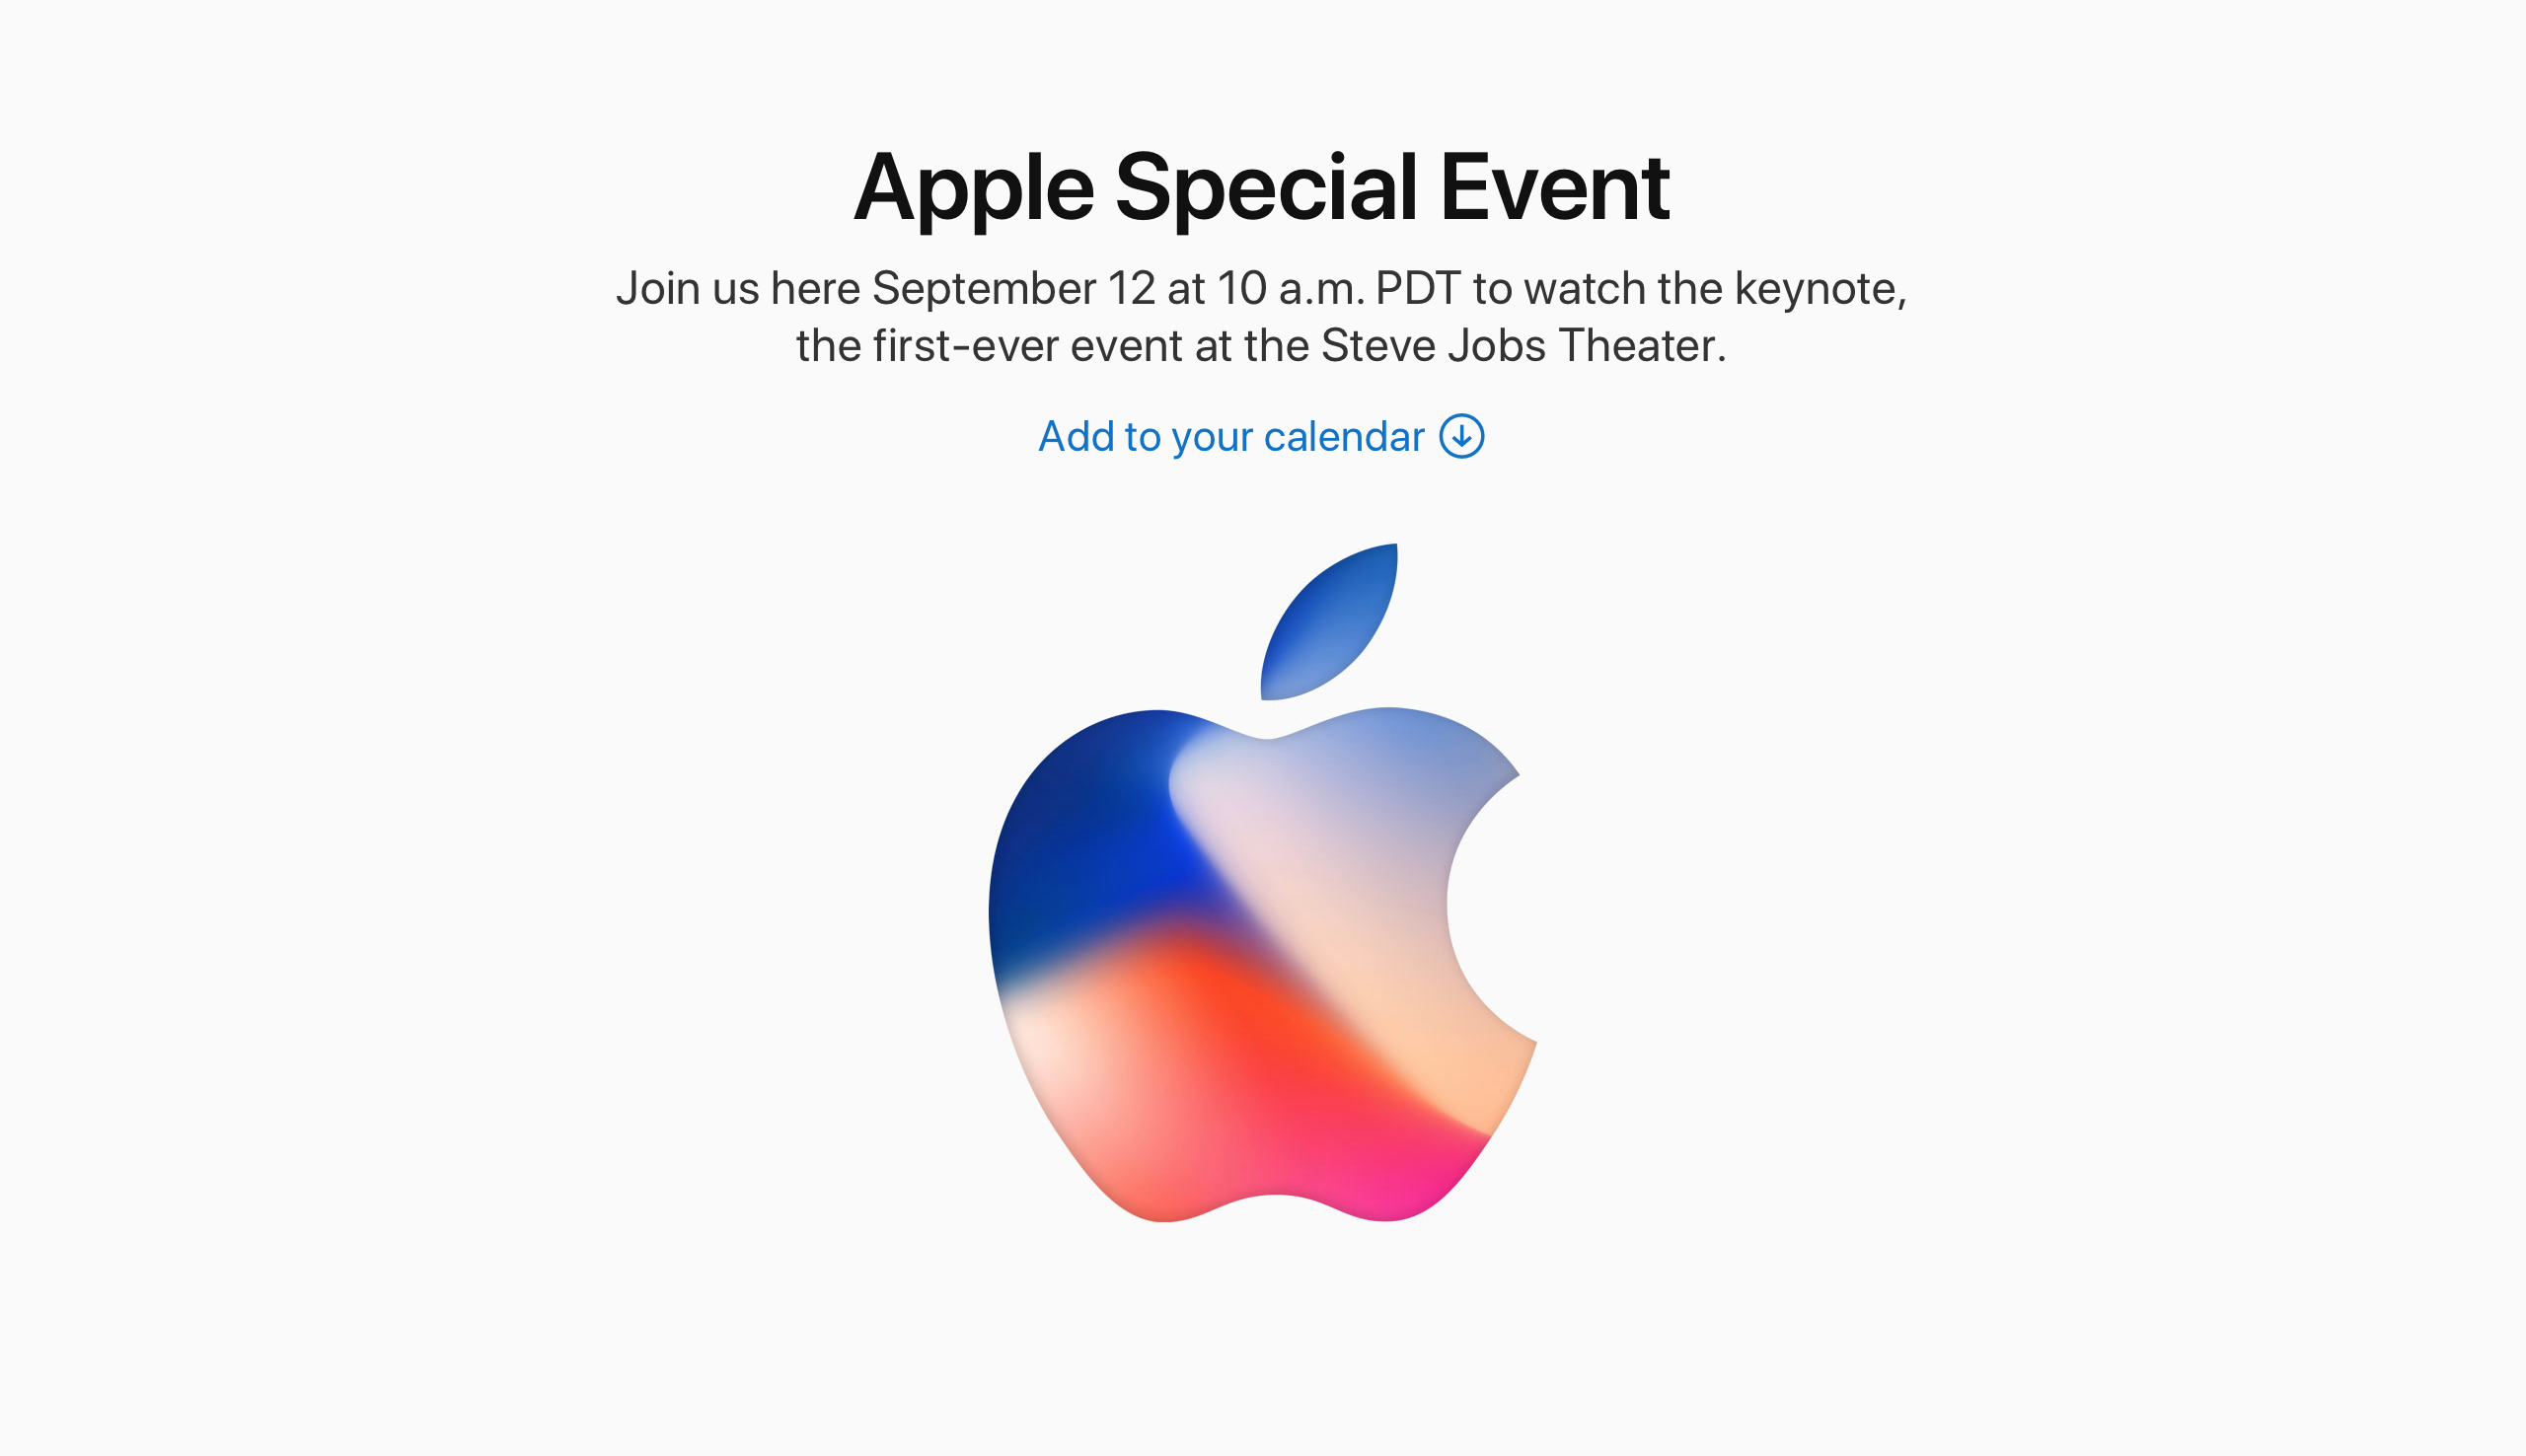 Apple Special Event
Join us here September 12 at 10 a.m. PDT to watch the keynote,
the first-ever event at the Steve Jobs Theater.
Add to your calendar